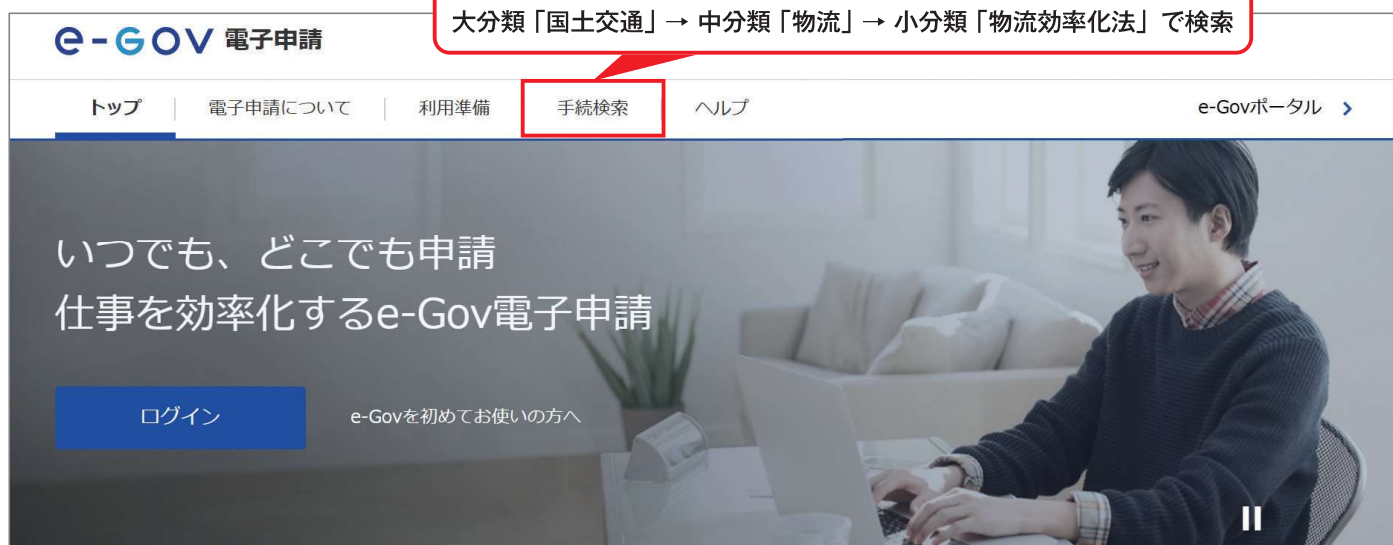 大分類「国土交通」→ 中分類「物流」→ 小分類「物流効率化法」で検索
e-GOV 電子申請
トップ 電子申請について 利用準備 手続検索 ヘルプ e-Govポータル
いつでも、どこでも申請
仕事を効率化するe-Gov電子申請
ログイン e-Govを初めてお使いの方へ